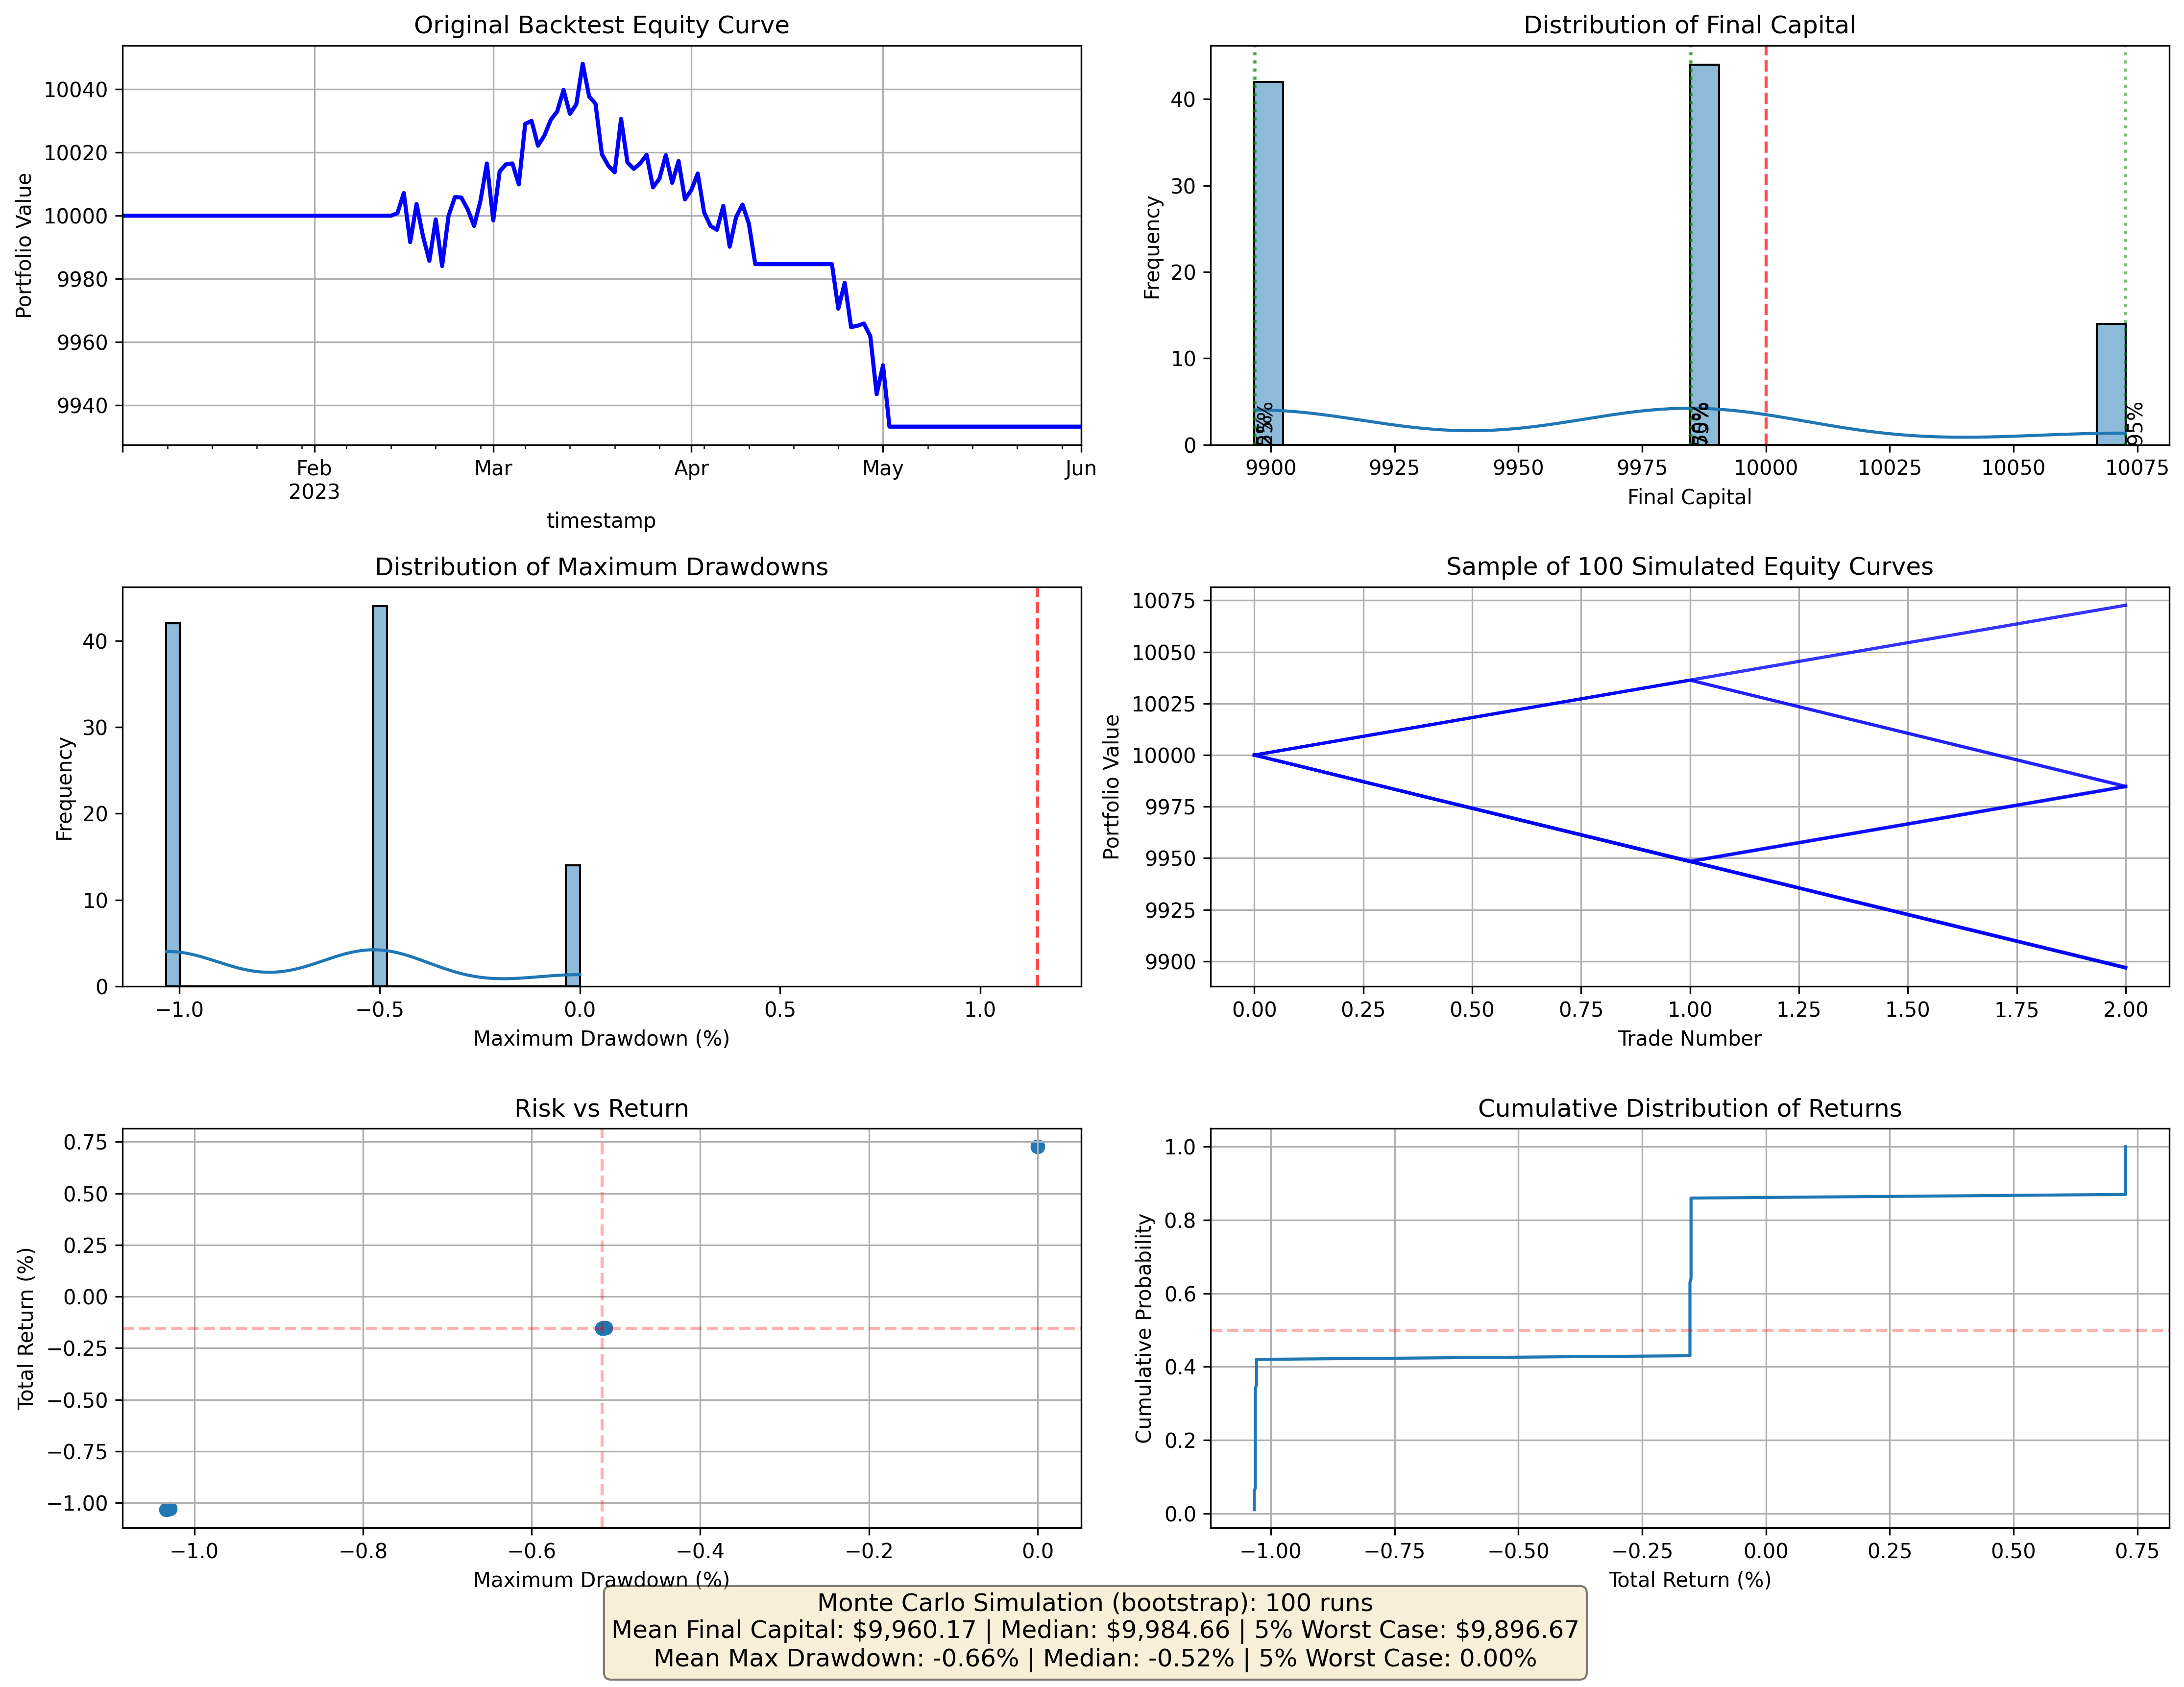 Original Backtest Equity Curve
Portfolio Value
10040
10020
10000
9980
9960
9940
Feb
2023
Mar
Apr
May
Jun
timestamp
Distribution of Final Capital
Frequency
40
30
20
10
0
95%
9900
9925
9950
9975
10000
10025
10050
10075
Final Capital
Distribution of Maximum Drawdowns
Frequency
40
30
20
10
0
−1.0
−0.5
0.0
0.5
1.0
Maximum Drawdown (%)
Sample of 100 Simulated Equity Curves
Portfolio Value
10075
10050
10025
10000
9975
9950
9925
9900
0.00
0.25
0.50
0.75
1.00
1.25
1.50
1.75
2.00
Trade Number
Risk vs Return
Total Return (%)
0.75
0.50
0.25
0.00
−0.25
−0.50
−0.75
−1.00
−1.0
−0.8
−0.6
−0.4
−0.2
0.0
Maximum Drawdown (%)
Cumulative Distribution of Returns
Cumulative Probability
1.0
0.8
0.6
0.4
0.2
0.0
−1.00
−0.75
−0.50
−0.25
0.00
0.25
0.50
0.75
Total Return (%)
Monte Carlo Simulation (bootstrap): 100 runs
Mean Final Capital: $9,960.17 | Median: $9,984.66 | 5% Worst Case: $9,896.67
Mean Max Drawdown: -0.66% | Median: -0.52% | 5% Worst Case: 0.00%